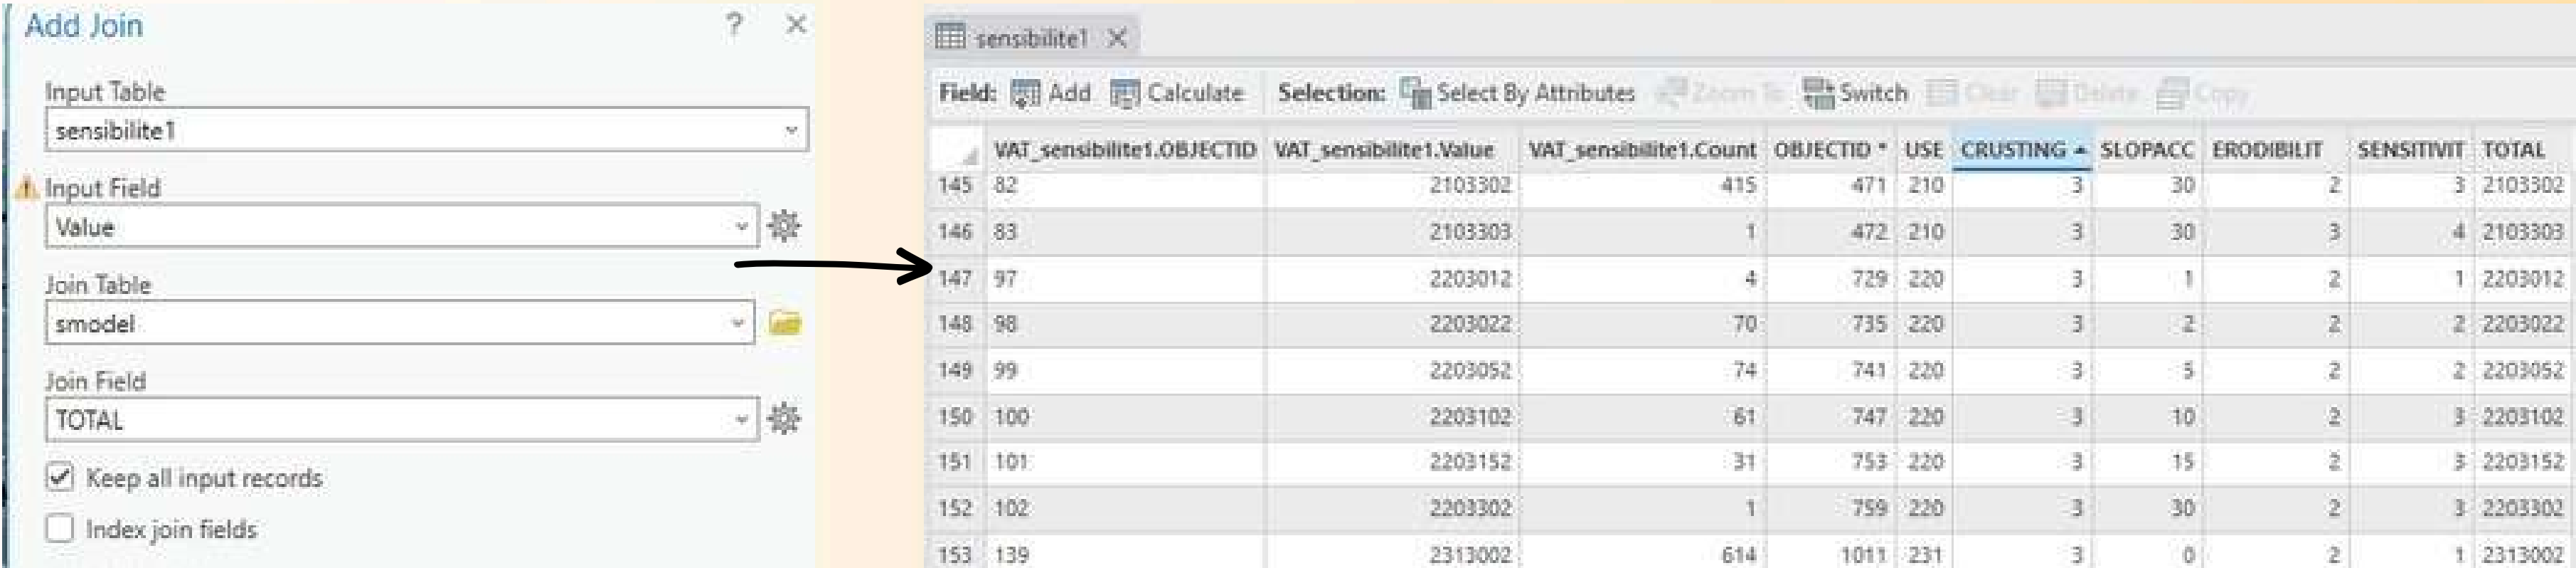 Add Join
?
Input Table
sensibilite1
Input Field
Value
Join Table
smodel
Join Field
TOTAL
Keep all input records
Index join fields
sensibilite1
Field: Add Calculate Selection: Select By Attributes Zoom To Switch Clear Delete Copy
VAT_sensibilite1.OBJECTID VAT_sensibilite1.Value VAT_sensibilite1.Count OBJECTID * USE CRUSTING SLOPACC ERODIBILIT SENSITIVIT TOTAL
145 82 2103302 415 471 210 3 30 2 3 2103302
146 83 2103303 1 472 210 3 30 3 4 2103303
147 97 2203012 4 729 220 3 1 2 1 2203012
148 98 2203022 70 735 220 3 2 2 2 2203022
149 99 2203052 74 741 220 3 5 2 2 2203052
150 100 2203102 61 747 220 3 10 2 3 2203102
151 101 2203152 31 753 220 3 15 2 3 2203152
152 102 2203302 1 759 220 3 30 2 3 2203302
153 139 2313002 614 1011 231 3 0 2 1 2313002